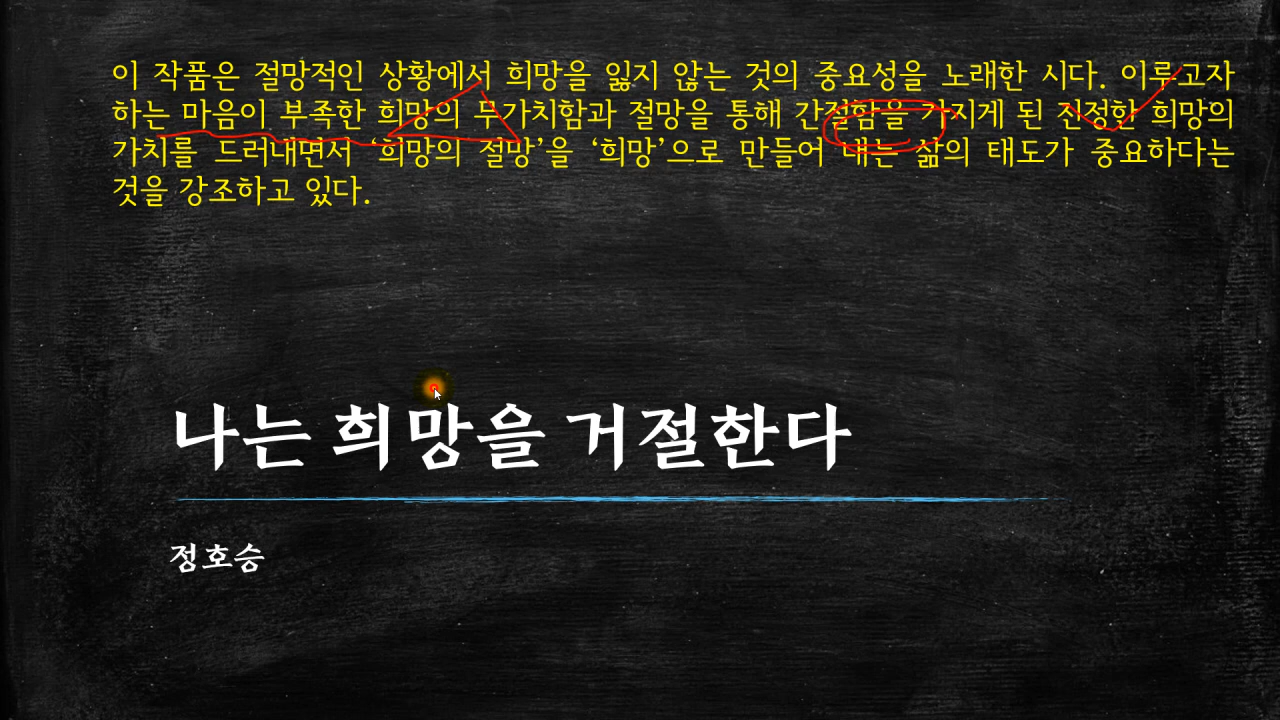 이 작품은 절망적인 상황에서 희망을 잃지 않는 것의 중요성을 노래한 시다. 이루고자
하는 마음이 부족한 희망의 무가치함과 절망을 통해 간절함을 가지게 된 진정한 희망의
가치를 드러내면서 ‘희망의 절망’을 ‘희망’으로 만들어 내는 삶의 태도가 중요하다는
것을 강조하고 있다.
나는 희망을 거절한다
정호승